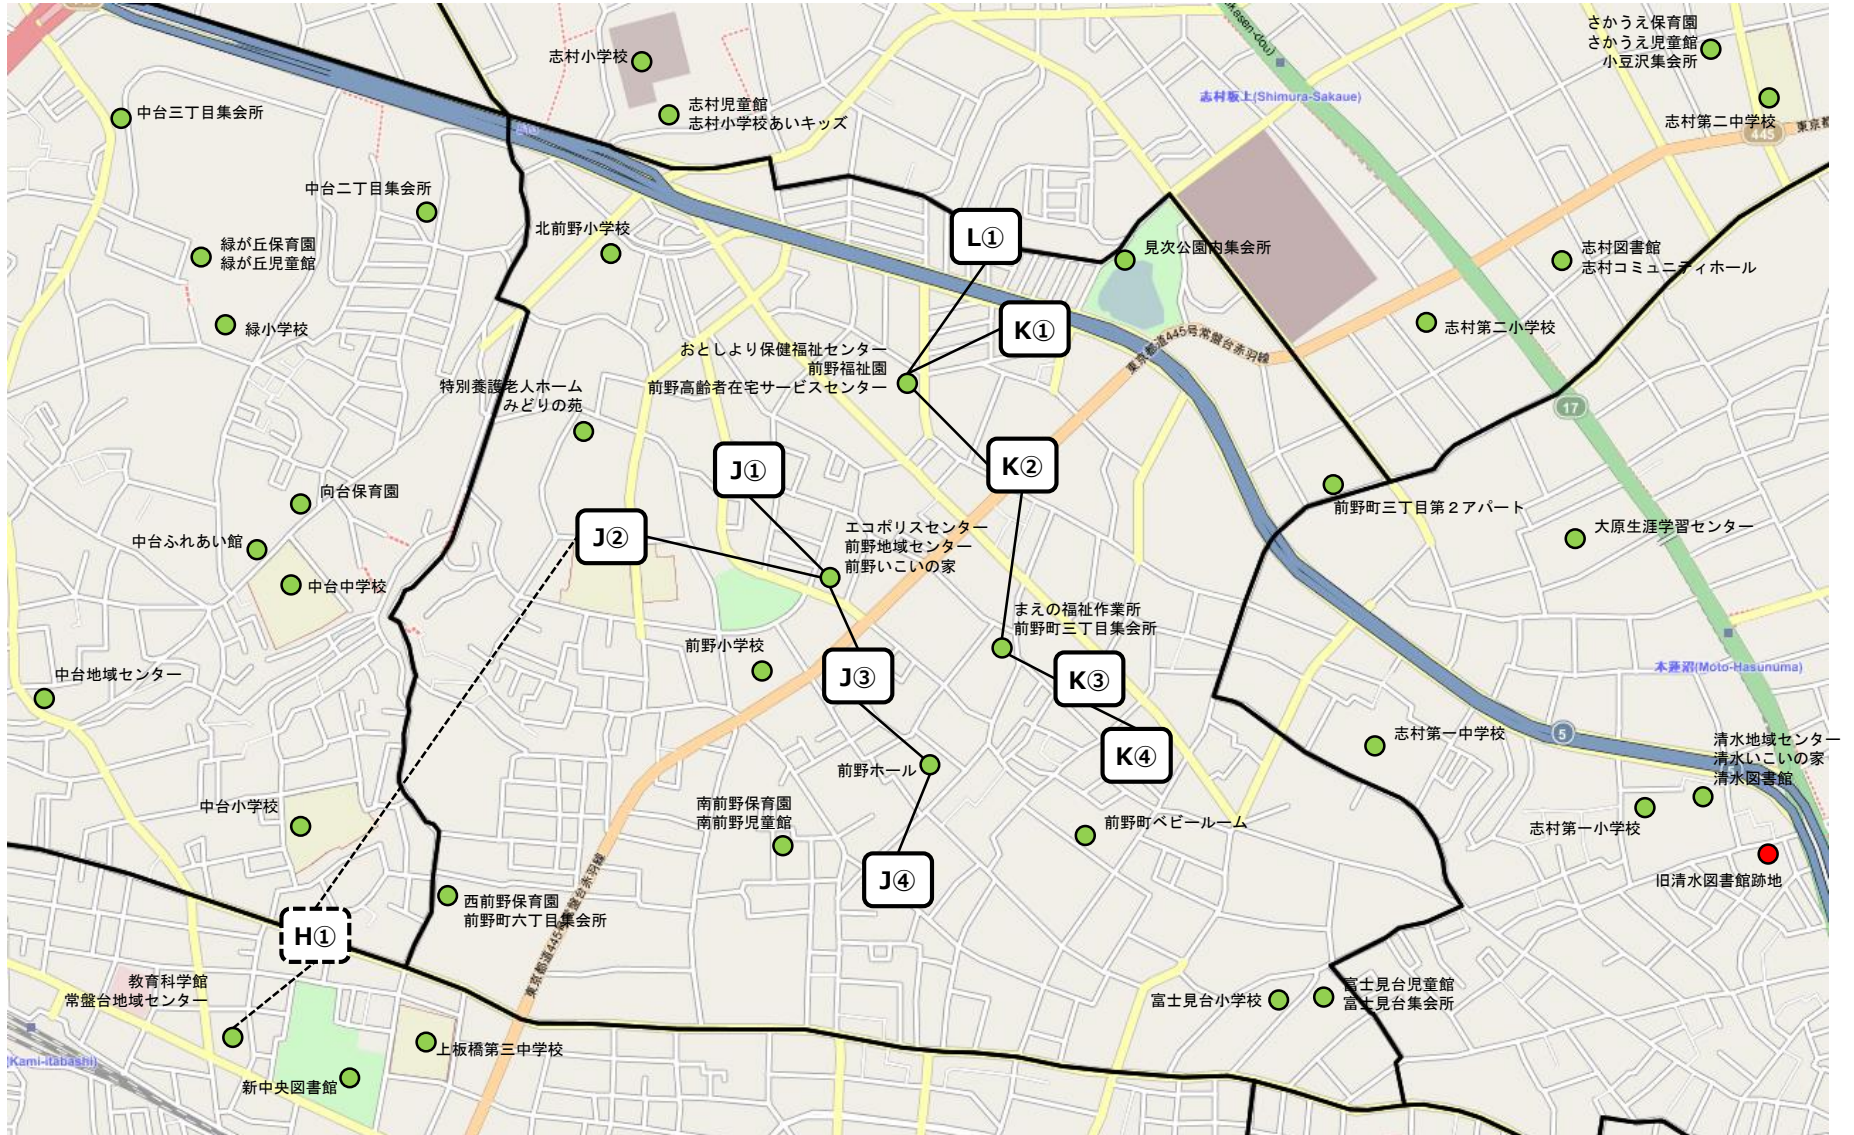 さかうえ保育園
さかうえ児童館
小豆沢集会所
志村小学校
志村坂上(Shimura-Sakaue)
中台三丁目集会所
志村児童館
志村小学校あいキッズ
志村第二中学校
445
中台二丁目集会所
北前野小学校
L①
見次公園内集会所
緑が丘保育園
緑が丘児童館
志村図書館
志村コミュニティホール
緑小学校
K①
志村第二小学校
東京都道445号常盤台赤羽線
おとしより保健福祉センター
前野福祉園
前野高齢者在宅サービスセンター
特別養護老人ホーム
みどりの苑
17
J①
K②
向台保育園
前野町三丁目第２アパート
中台ふれあい館
J②
エコポリスセンター
前野地域センター
前野いこいの家
大原生涯学習センター
中台中学校
まえの福祉作業所
前野町三丁目集会所
前野小学校
中台地域センター
J③
K③
本蓮沼(Moto-Hasunuma)
志村第一中学校
5
清水地域センター
清水いこいの家
清水図書館
K④
前野ホール
中台小学校
南前野保育園
南前野児童館
前野町ベビールーム
志村第一小学校
J④
旧清水図書館跡地
西前野保育園
前野町六丁目集会所
H①
東京都道445号常盤台赤羽線
教育科学館
常盤台地域センター
富士見台小学校
富士見台児童館
富士見台集会所
上板橋第三中学校
(Kami-itabashi)
新中央図書館